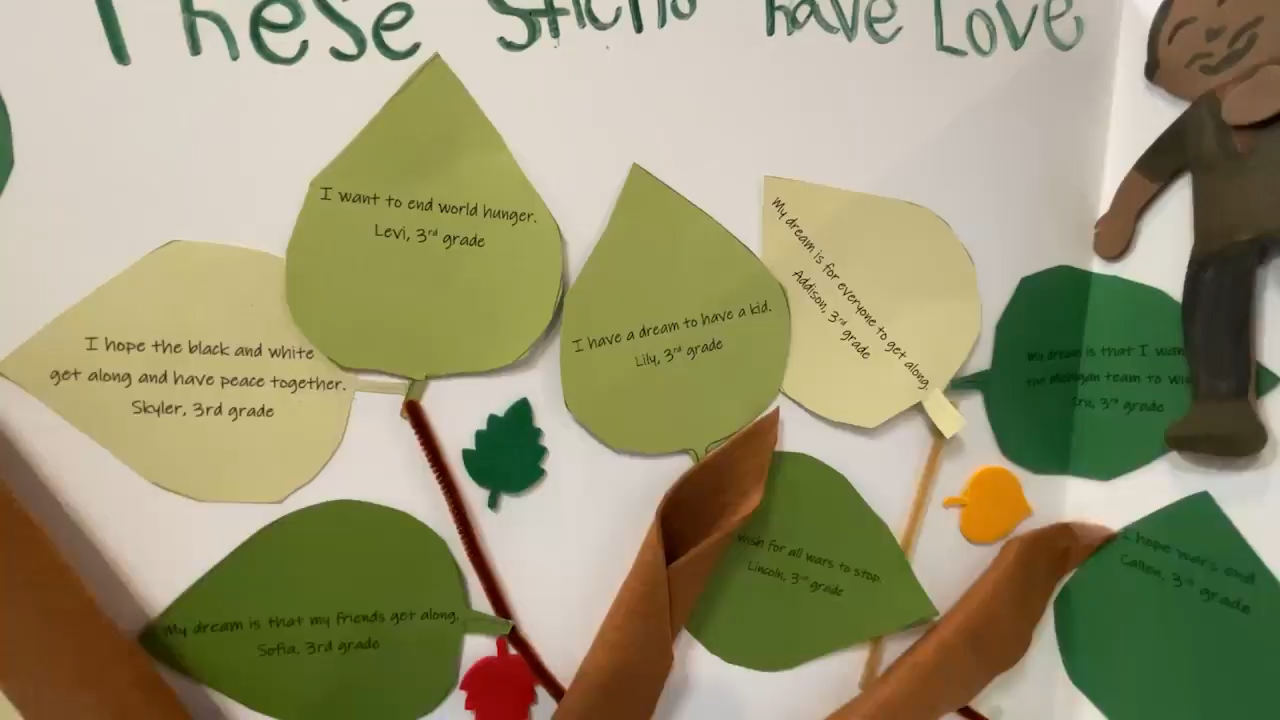 These have Love
I want to end world hunger.
Levi, 3rd grade
I have a dream to have a kid.
Lily, 3rd grade
My dream is for everyone to get along.
Addison, 3rd grade
I hope the black and white
get along and have peace together.
Skyler, 3rd grade
My dream is that I
the Michigan team to
3rd grade
wish for all wars to stop.
Lincoln, 3rd grade
I hope wars end.
3rd grade
My dream is that my friends get along.
Sofia, 3rd grade